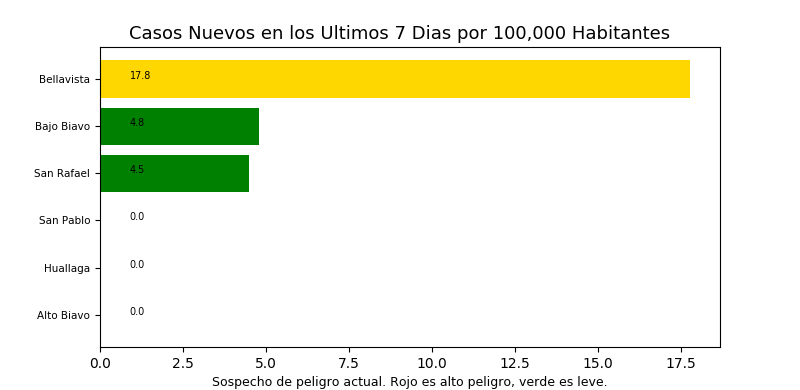 Casos Nuevos en los Ultimos 7 Dias por 100,000 Habitantes
Bellavista 17.8
Bajo Biavo 4.8
San Rafael 4.5
San Pablo 0.0
Huallaga 0.0
Alto Biavo 0.0
0.0 2.5 5.0 7.5 10.0 12.5 15.0 17.5
Sospecho de peligro actual. Rojo es alto peligro, verde es leve.